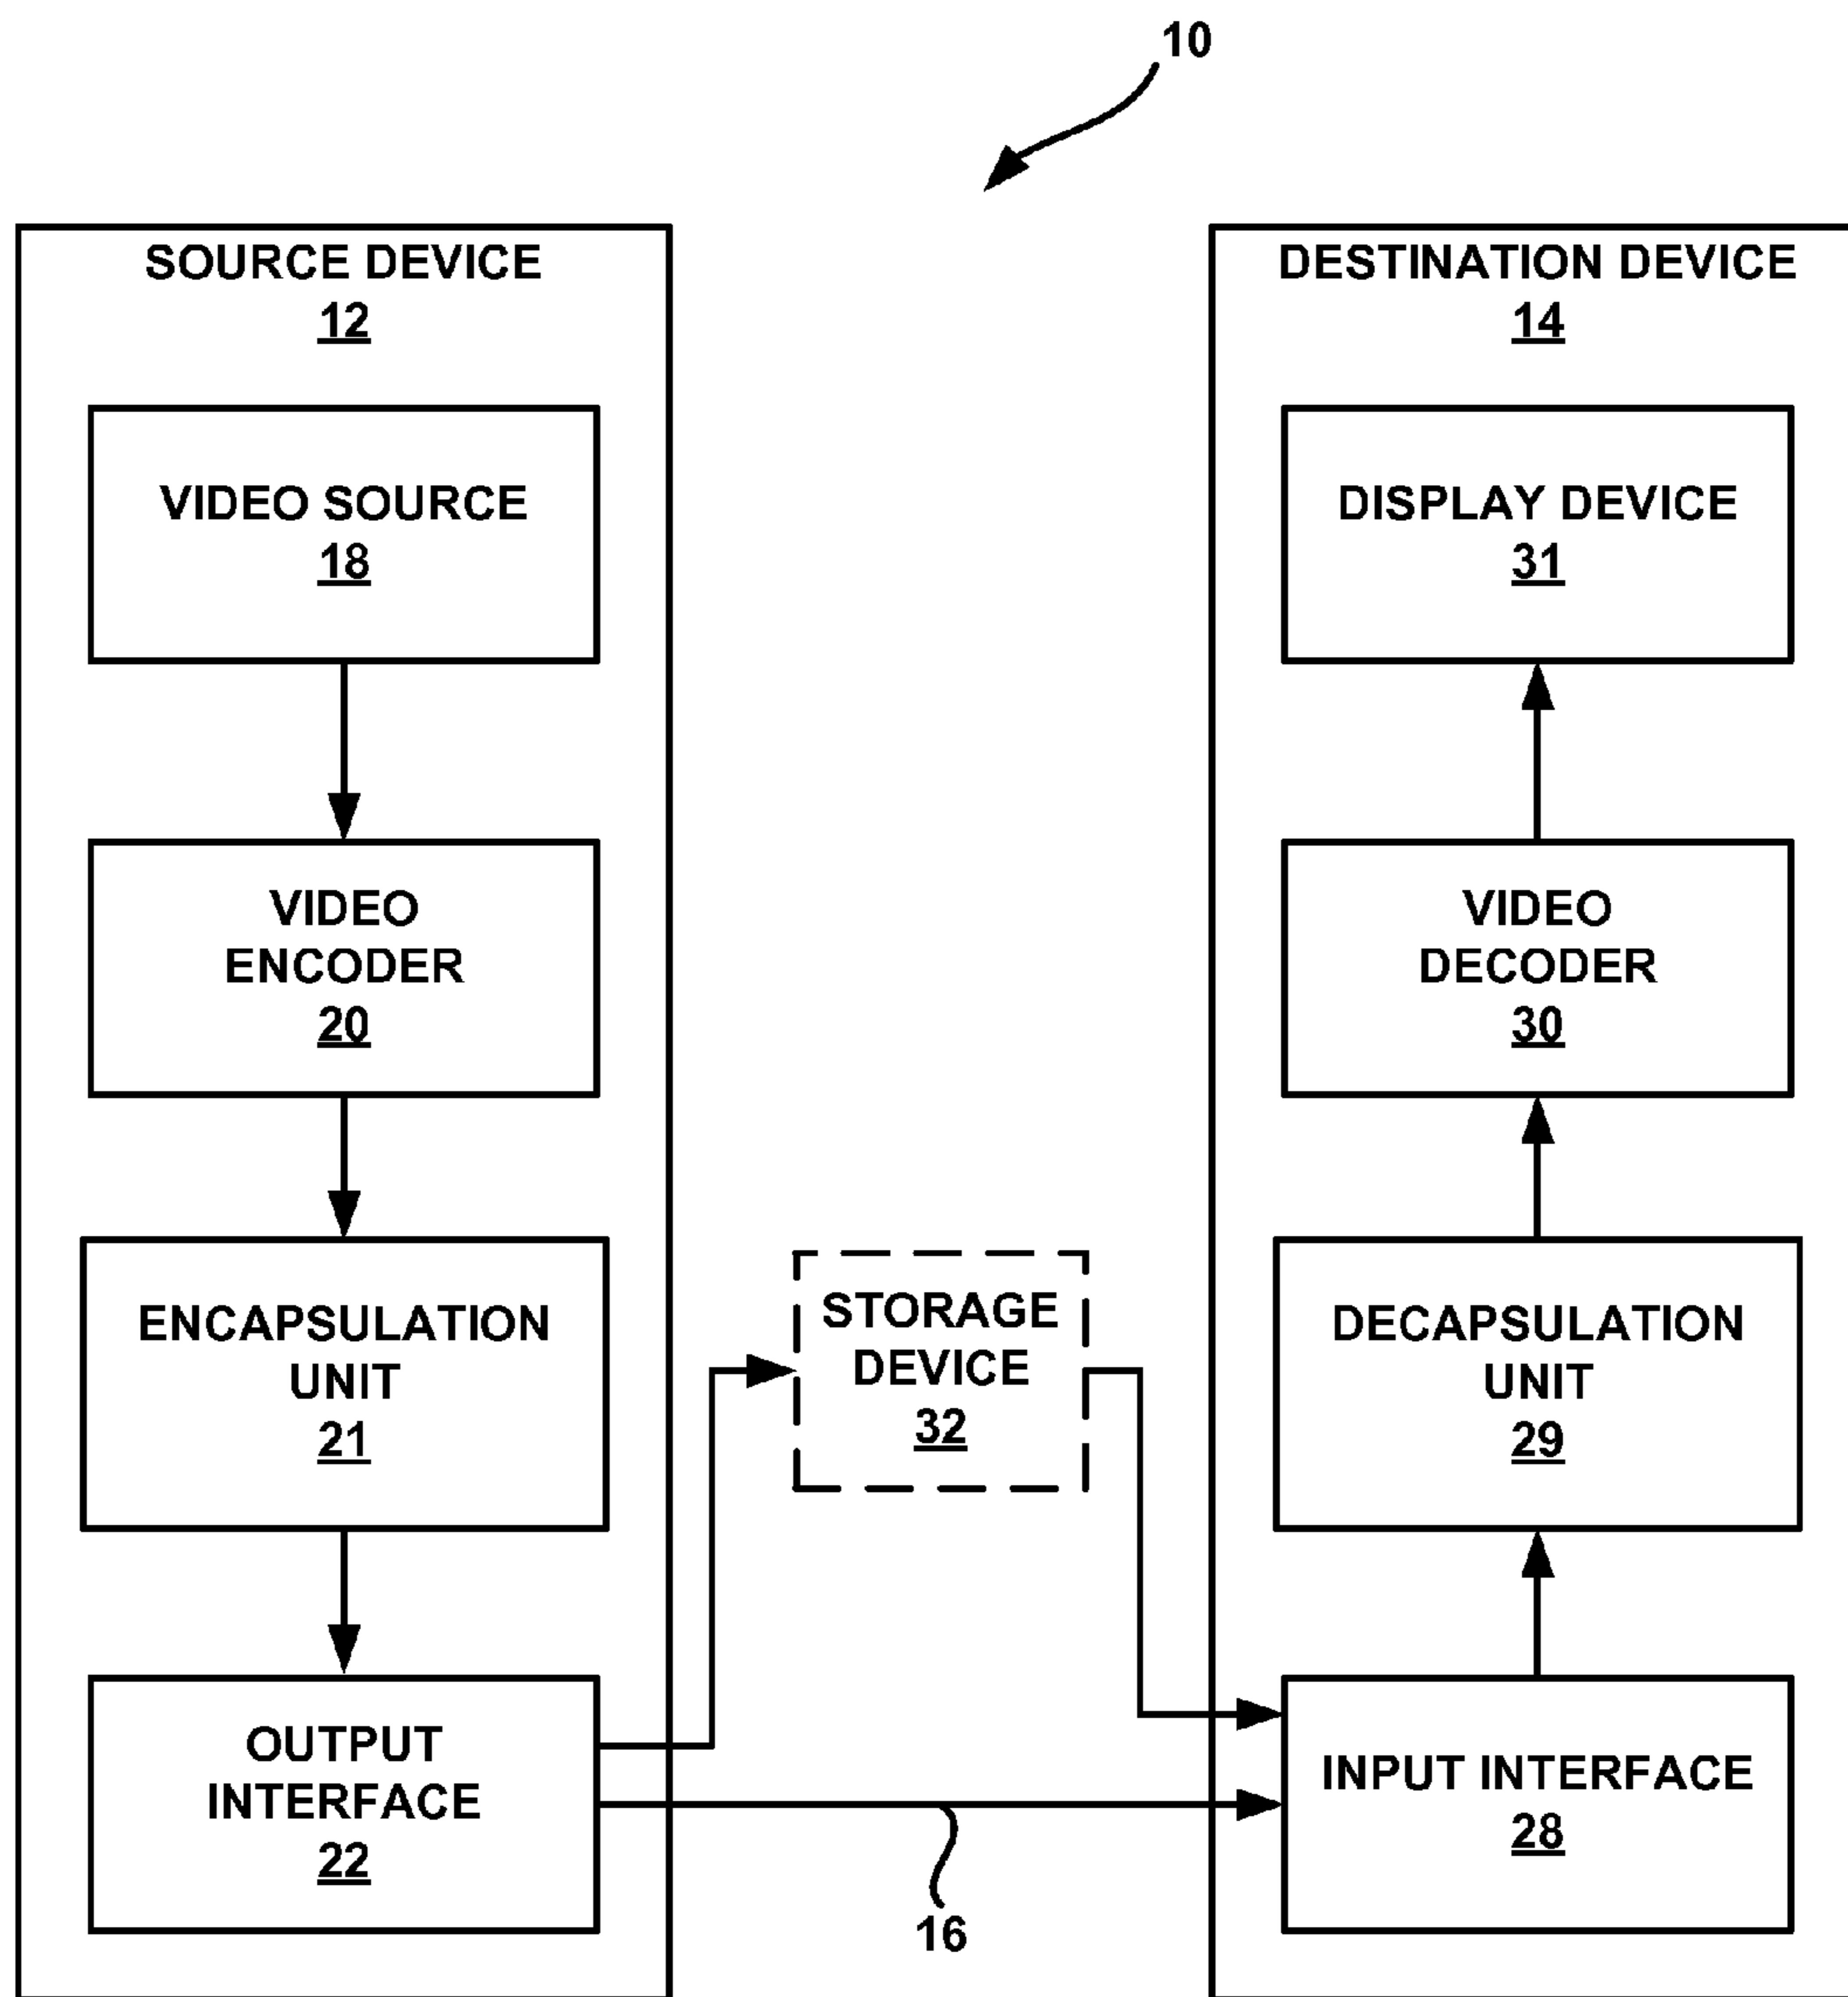 10
SOURCE DEVICE
12
VIDEO SOURCE
18
VIDEO
ENCODER
20
ENCAPSULATION
UNIT
21
OUTPUT
INTERFACE
22
STORAGE
DEVICE
32
16
DESTINATION DEVICE
14
DISPLAY DEVICE
31
VIDEO
DECODER
30
DECAPSULATION
UNIT
29
INPUT INTERFACE
28